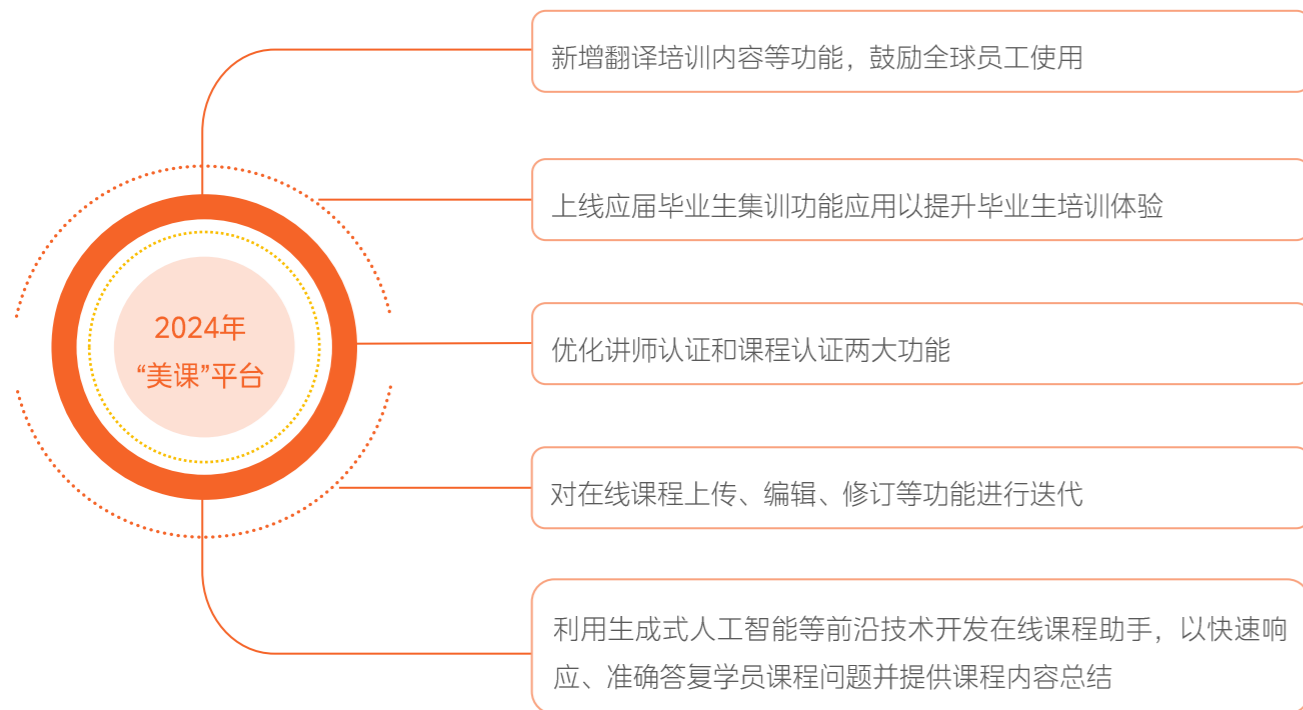 新增翻译培训内容等功能，鼓励全球员工使用
上线应届毕业生集训功能应用以提升毕业生培训体验
2024年
“美课”平台
优化讲师认证和课程认证两大功能
对在线课程上传、编辑、修订等功能进行迭代
利用生成式人工智能等前沿技术开发在线课程助手，以快速响
应、准确答复学员课程问题并提供课程内容总结